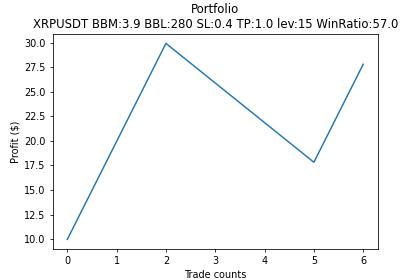 Portfolio
XRPUSDT BBM:3.9 BBL:280 SL:0.4 TP:1.0 lev:15 WinRatio:57.0
30.0
27.5
25.0
22.5
20.0
17.5
15.0
12.5
10.0
Profit ($)
0 1 2 3 4 5 6
Trade counts